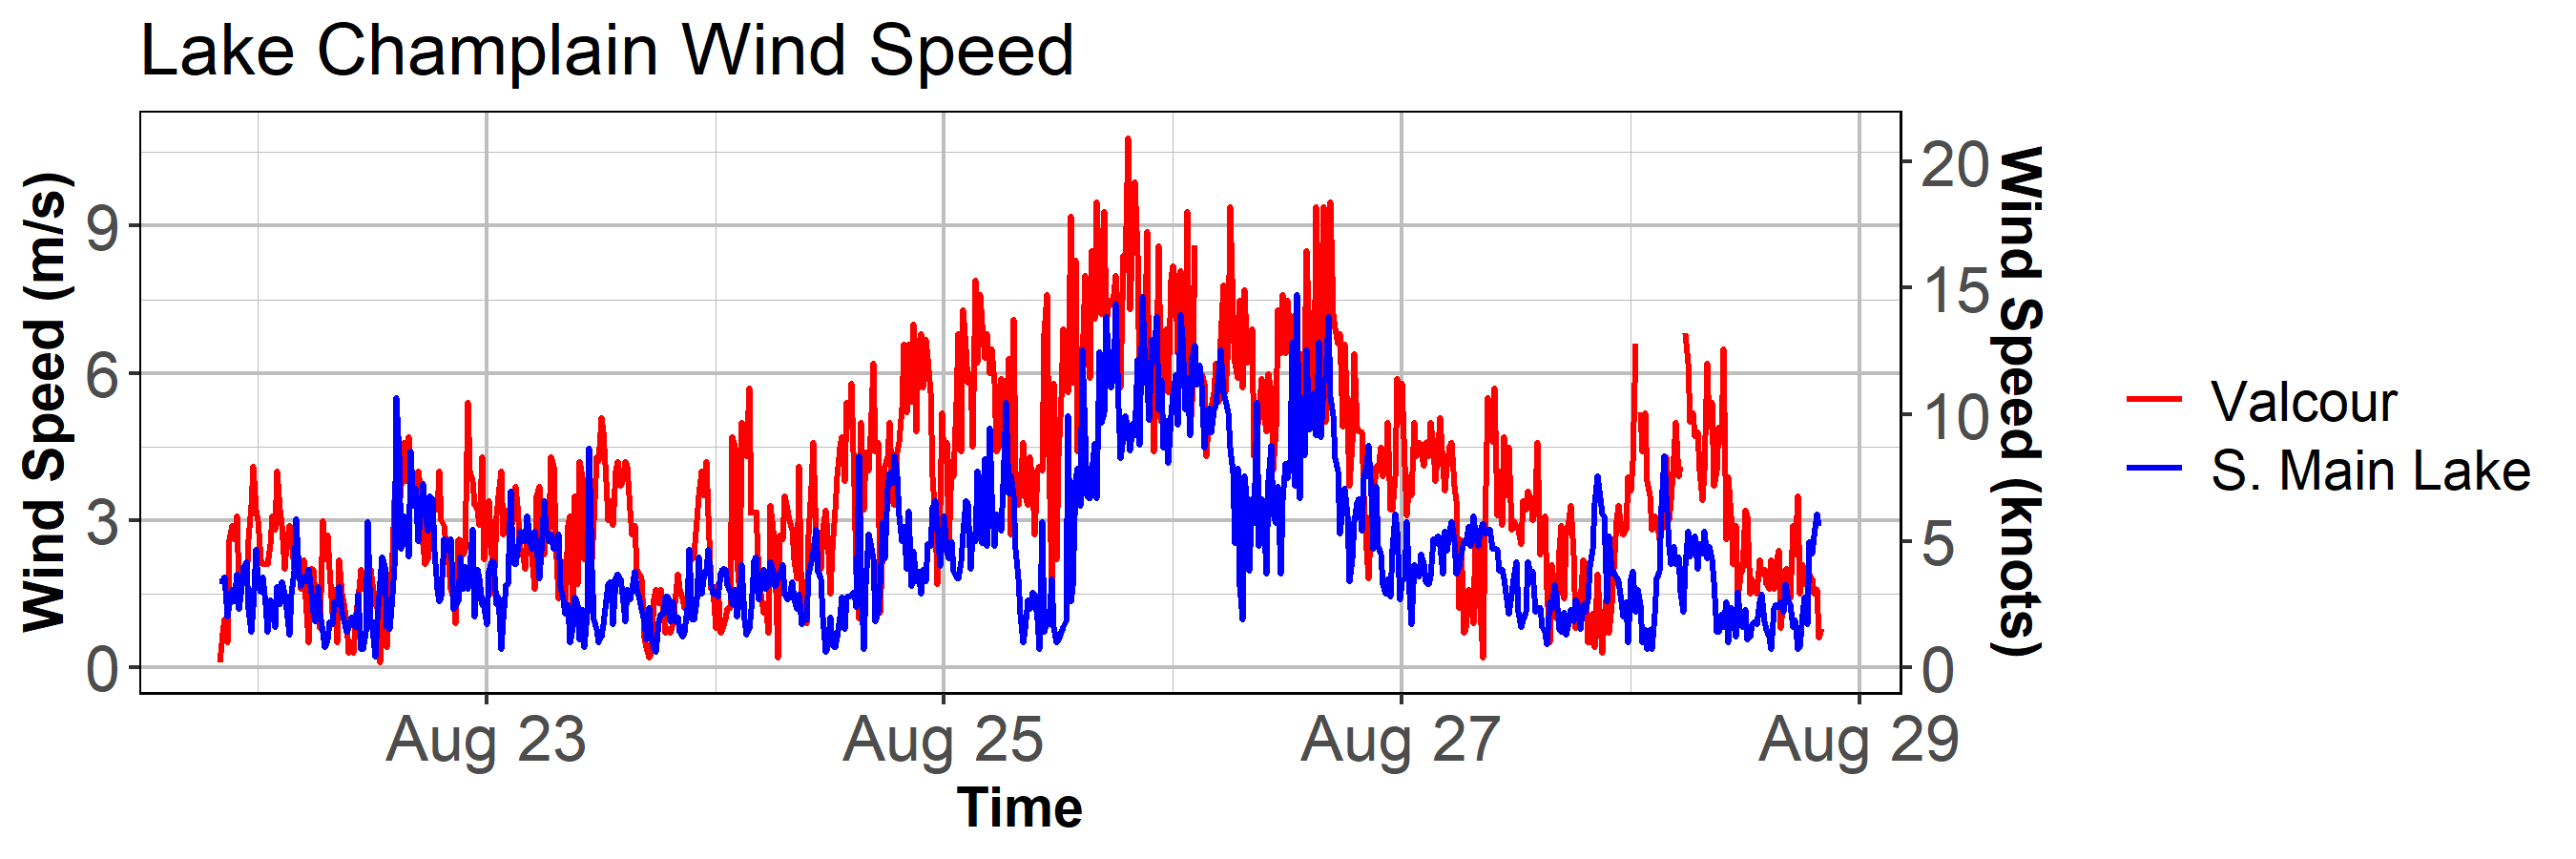 Lake Champlain Wind Speed
Wind Speed (m/s)
9
6
3
0
20
15
10
5
0
Wind Speed (knots)
Aug 23
Aug 25
Aug 27
Aug 29
Time
Valcour
S. Main Lake